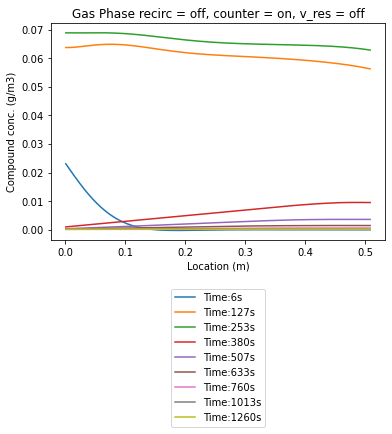 Gas Phase recirc = off, counter = on, v_res = off
Compound conc. (g/m3)
0.07
0.06
0.05
0.04
0.03
0.02
0.01
0.00
0.0 0.1 0.2 0.3 0.4 0.5
Location (m)
Time:6s
Time:127s
Time:253s
Time:380s
Time:507s
Time:633s
Time:760s
Time:1013s
Time:1260s